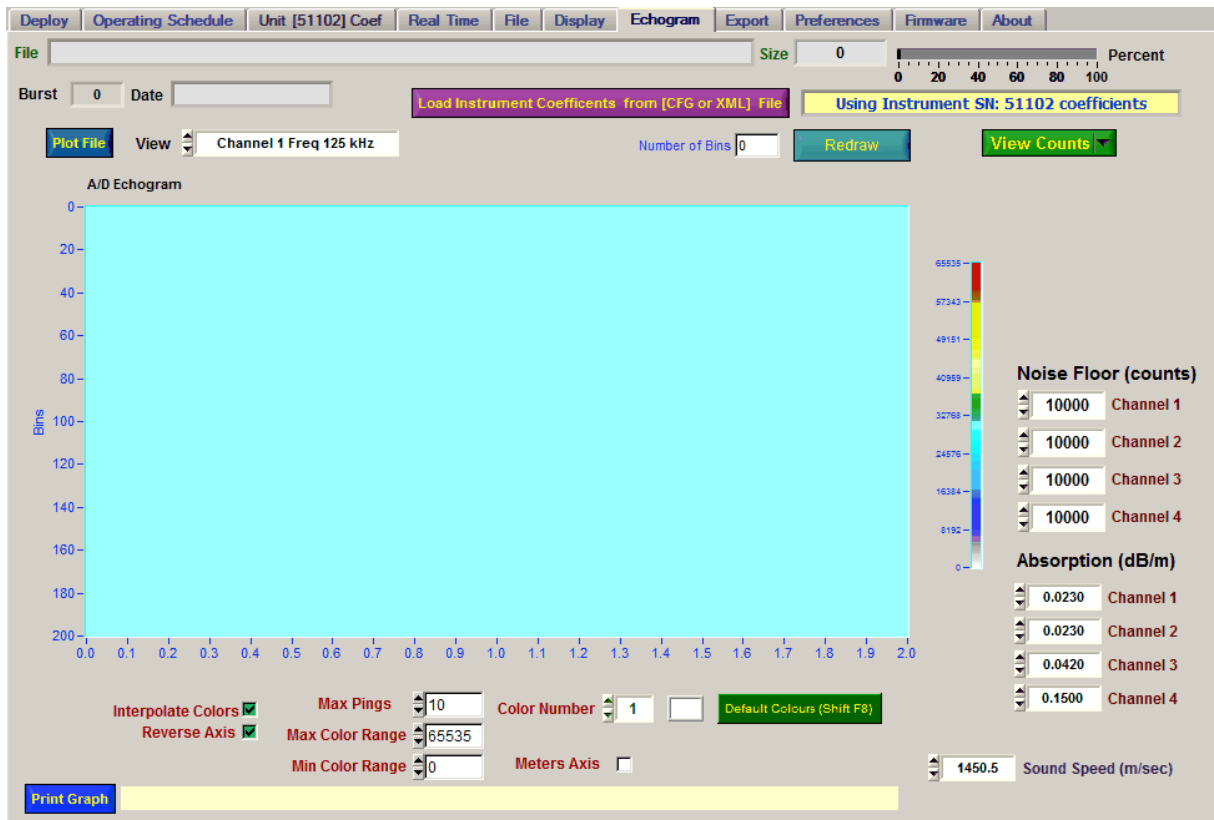 Deploy Operating Schedule Unit [51102] Coef Real Time File Display Echogram Export Preferences Firmware About
File Size 0 Percent
0 20 40 60 80 100
Burst 0 Date Load Instrument Coefficents from [CFG or XML] File Using Instrument SN: 51102 coefficients
Plot File View Channel 1 Freq 125 kHz Number of Bins 0 Redraw View Counts
A/D Echogram
0
20
40
60
80
100
120
140
160
180
200
Bins
0.0 0.1 0.2 0.3 0.4 0.5 0.6 0.7 0.8 0.9 1.0 1.1 1.2 1.3 1.4 1.5 1.6 1.7 1.8 1.9 2.0
65535
57343
49151
40959
32768
24576
16384
8192
0
Noise Floor (counts)
10000 Channel 1
10000 Channel 2
10000 Channel 3
10000 Channel 4
Absorption (dB/m)
0.0230 Channel 1
0.0230 Channel 2
0.0420 Channel 3
0.1500 Channel 4
Interpolate Colors Max Pings 10 Color Number 1 Default Colours (Shift F8)
Reverse Axis Max Color Range 65535
Min Color Range 0 Meters Axis
1450.5 Sound Speed (m/sec)
Print Graph